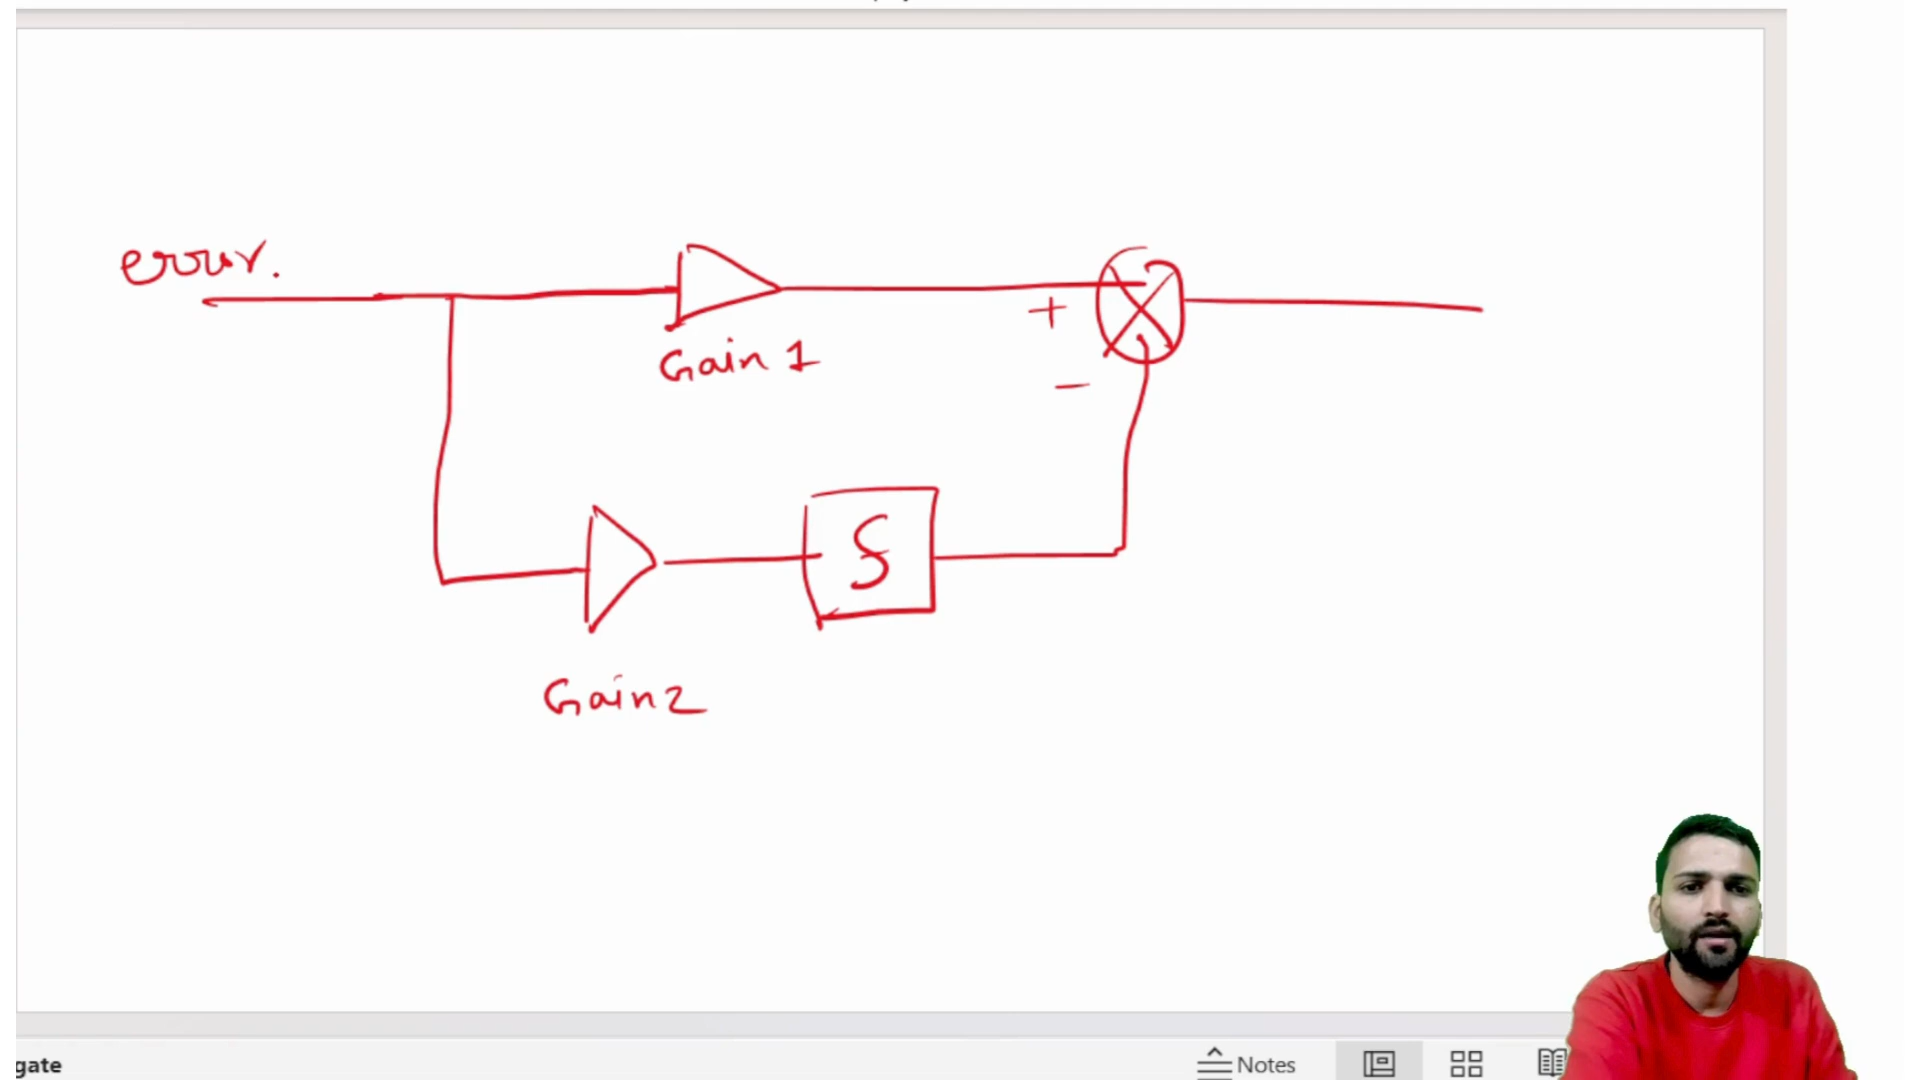 error.
+
Gain 1
-
∫
Gain2
gate
Notes